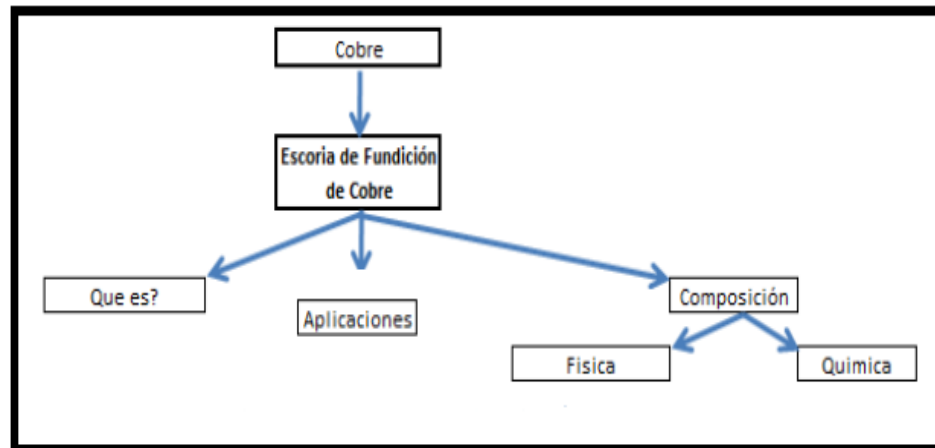 Cobre
Escoria de Fundición
de Cobre
Que es?
Aplicaciones
Composición
Fisica
Quimica